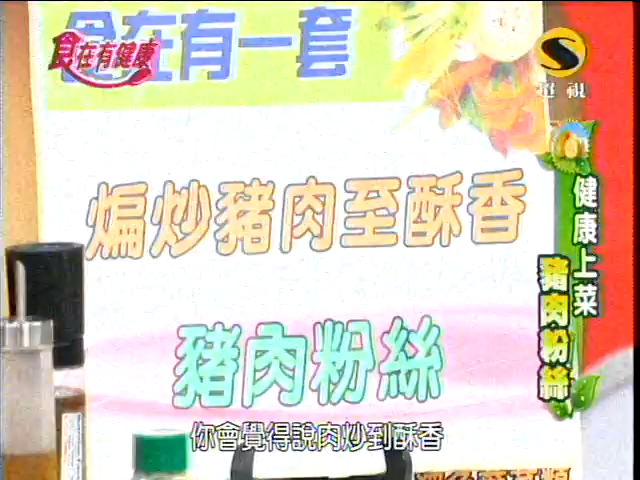 食在有健康
食在有一套
超視
煸炒豬肉至酥香
健康上菜
豬肉粉絲
豬肉粉絲
你會覺得說肉炒到酥香